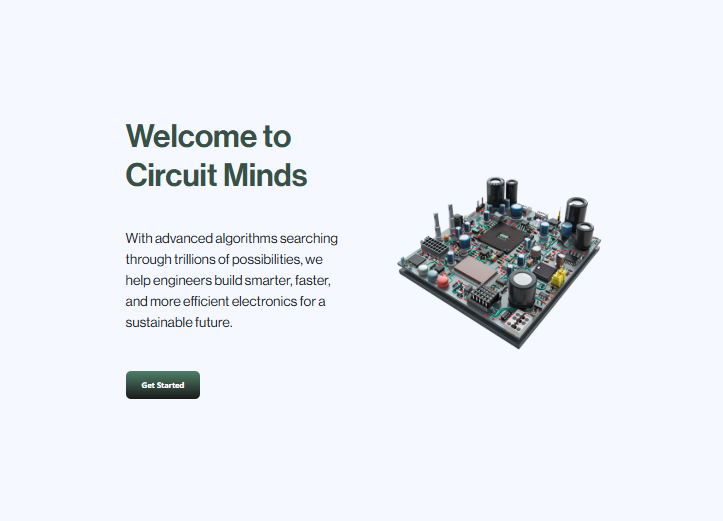 Welcome to
Circuit Minds
With advanced algorithms searching
through trillions of possibilities, we
help engineers build smarter, faster,
and more efficient electronics for a
sustainable future.
Get Started